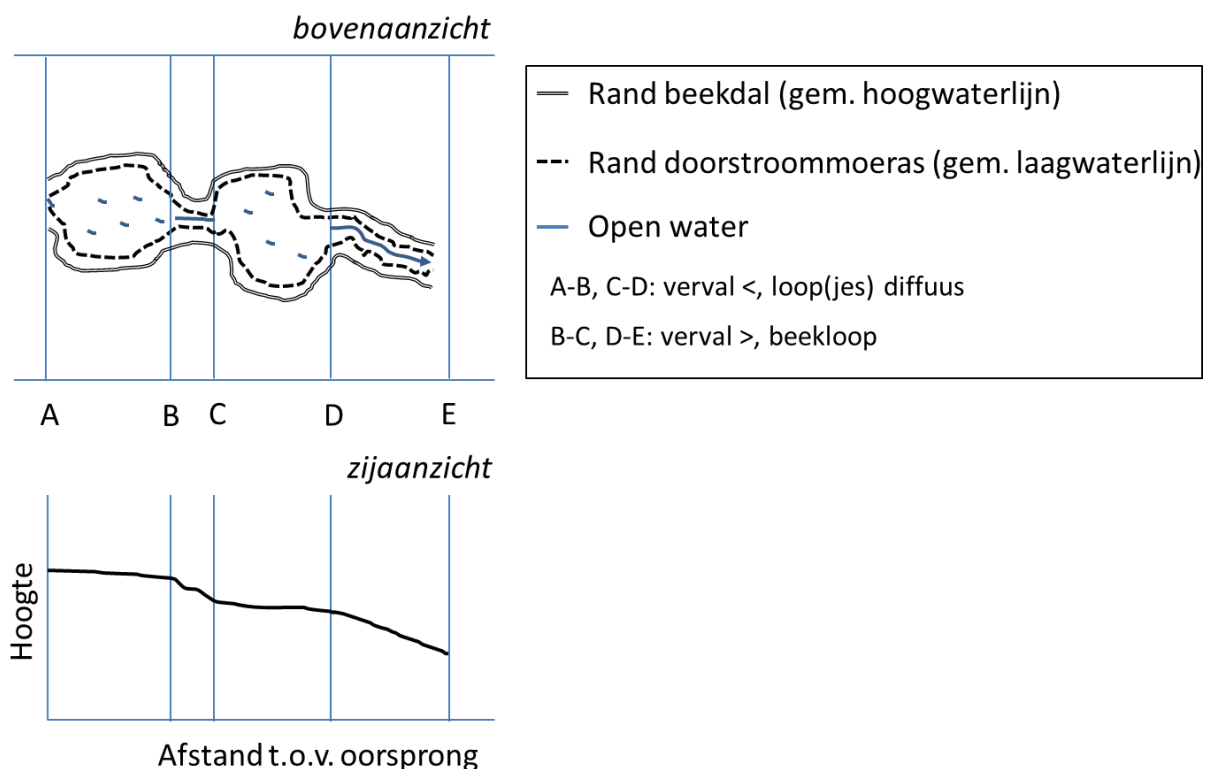 bovenaanzicht
Rand beekdal (gem. hoogwaterlijn)
Rand doorstroommoeras (gem. laagwaterlijn)
Open water
A-B, C-D: verval <, loop(jes) diffuus
B-C, D-E: verval >, beekloop
A B C D E
zijaanzicht
Hoogte
Afstand t.o.v. oorsprong